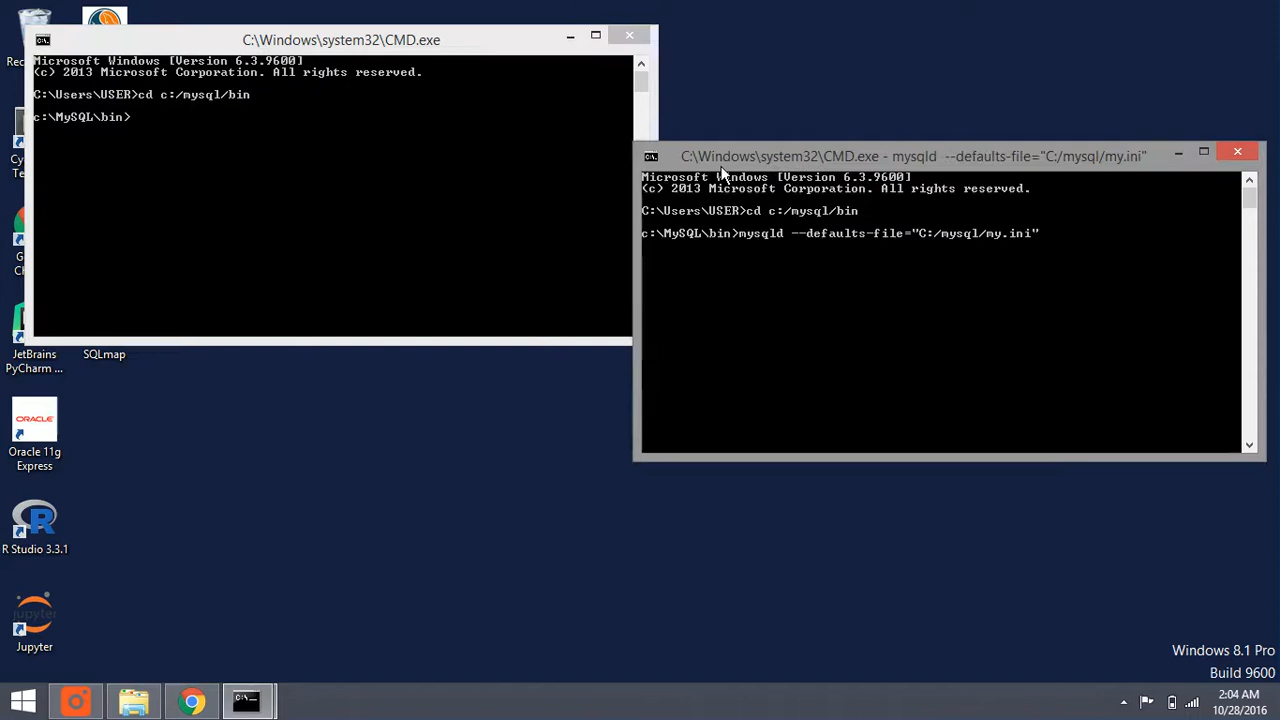 C:\Windows\system32\CMD.exe
Microsoft Windows [Version 6.3.9600]
(c) 2013 Microsoft Corporation. All rights reserved.
C:\Users\USER>cd c:/mysql/bin
c:\MySQL\bin>
C:\Windows\system32\CMD.exe - mysqld --defaults-file="C:/mysql/my.ini"
Microsoft Windows [Version 6.3.9600]
(c) 2013 Microsoft Corporation. All rights reserved.
C:\Users\USER>cd c:/mysql/bin
c:\MySQL\bin>mysqld --defaults-file="C:/mysql/my.ini"
JetBrains
PyCharm ...
SQLmap
ORACLE
Oracle 11g
Express
R Studio 3.3.1
jupyter
Jupyter
Windows 8.1 Pro
Build 9600
2:04 AM
10/28/2016